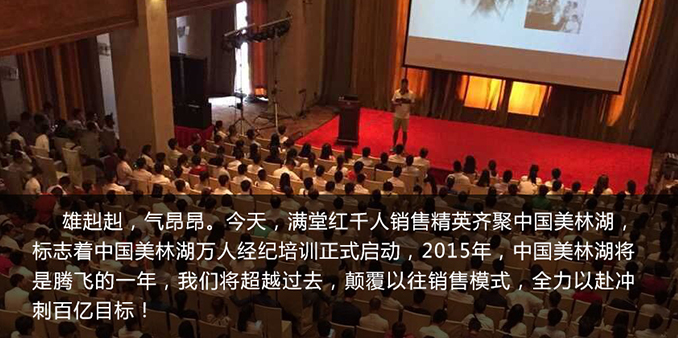 雄赳赳，气昂昂。今天，满堂红千人销售精英齐聚中国美林湖，
标志着中国美林湖万人经纪培训正式启动，2015年，中国美林湖将
是腾飞的一年，我们将超越过去，颠覆以往销售模式，全力以赴冲
刺百亿目标！